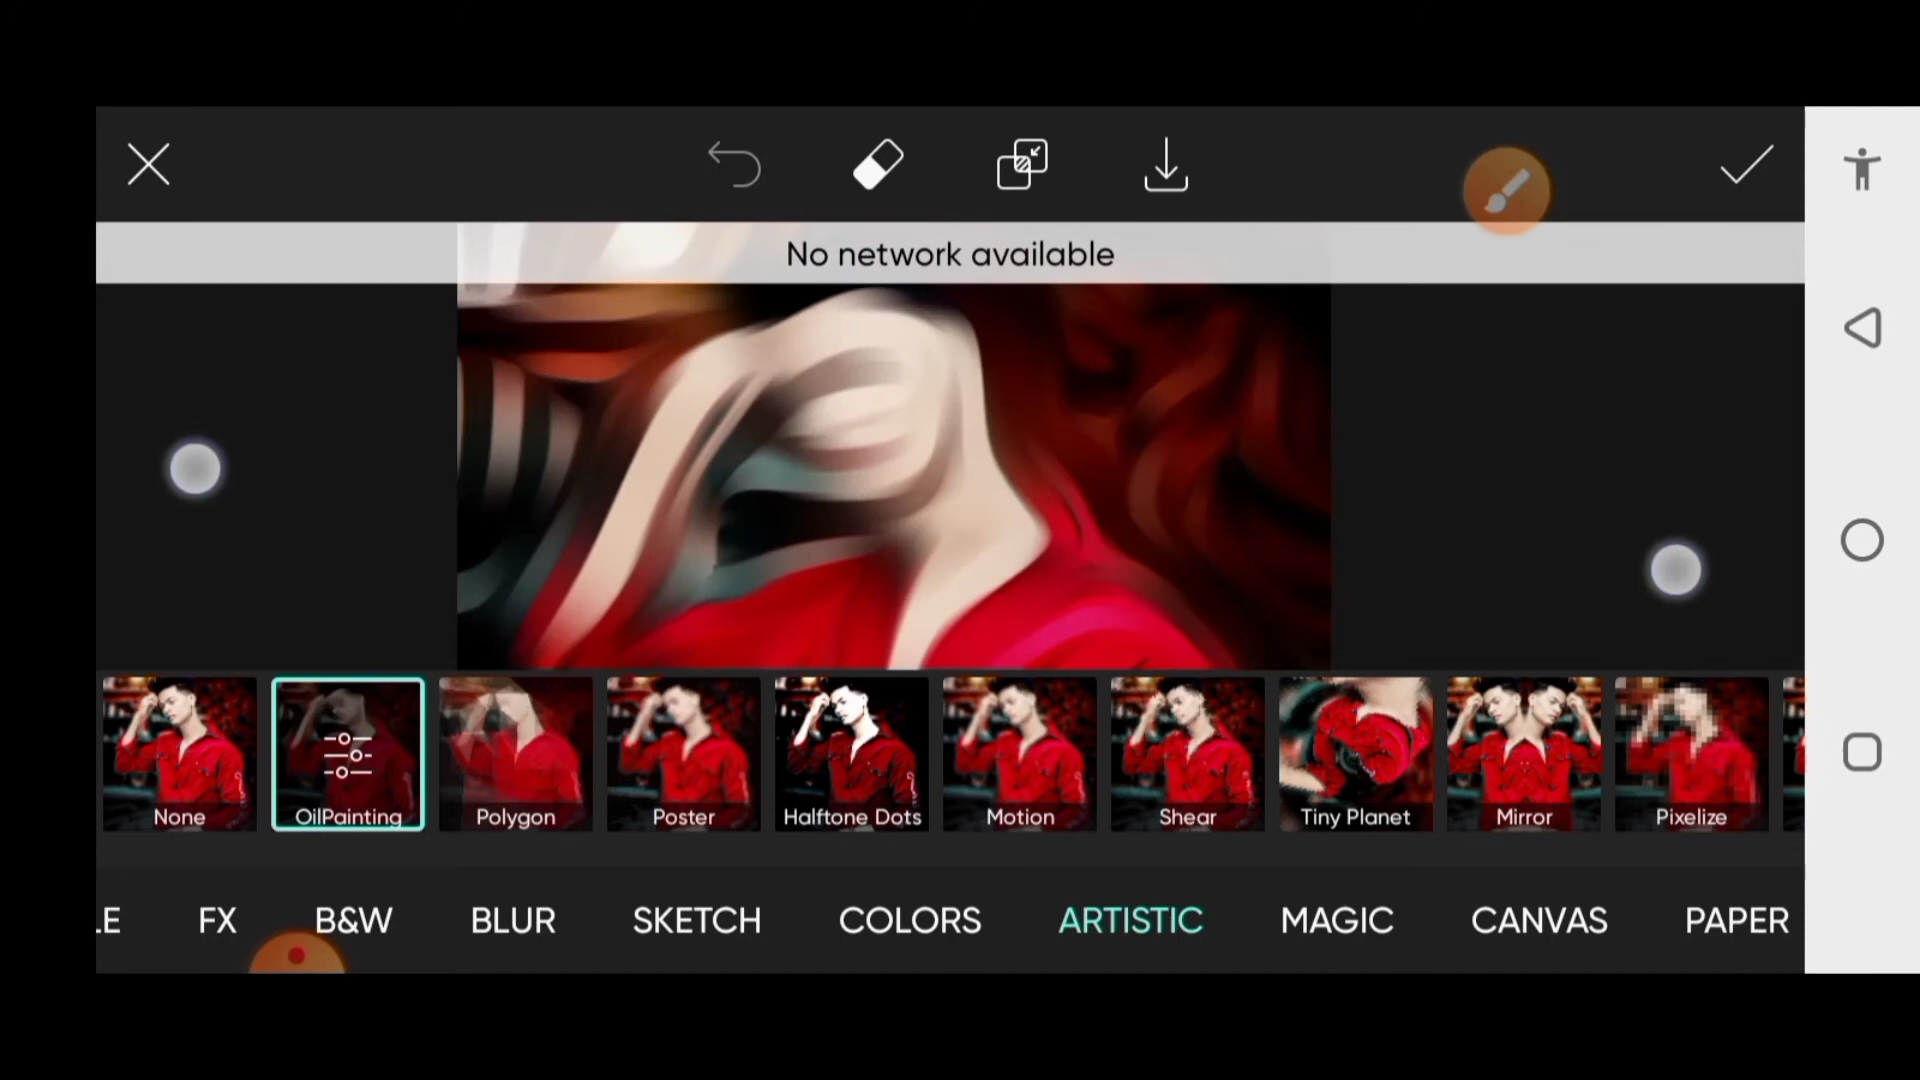 No network available
None
OilPainting
Polygon
Poster
Halftone Dots
Motion
Shear
Tiny Planet
Mirror
Pixelize
LE
FX
B&W
BLUR
SKETCH
COLORS
ARTISTIC
MAGIC
CANVAS
PAPER